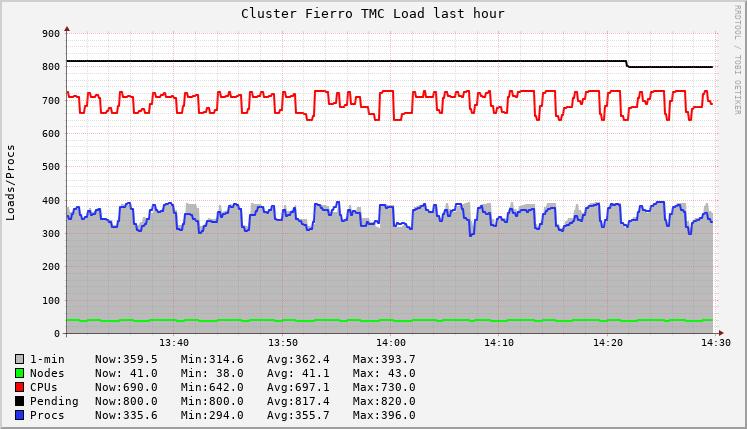 Cluster Fierro TMC Load last hour
RRDTOOL / TOBI OETIKER
Loads/Procs
900
800
700
600
500
400
300
200
100
0
13:40 13:50 14:00 14:10 14:20 14:30
1-min Now:359.5 Min:314.6 Avg:362.4 Max:393.7
Nodes Now: 41.0 Min: 38.0 Avg: 41.1 Max: 43.0
CPUs Now:690.0 Min:642.0 Avg:697.1 Max:730.0
Pending Now:800.0 Min:800.0 Avg:817.4 Max:820.0
Procs Now:335.6 Min:294.0 Avg:355.7 Max:396.0